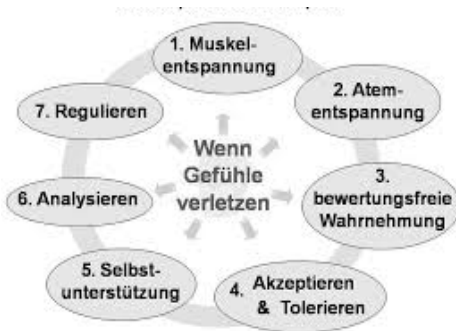 1. Muskel-
entspannung
2. Atem-
entspannung
3.
bewertungsfreie
Wahrnehmung
4. Akzeptieren
& Tolerieren
5. Selbst-
unterstützung
6. Analysieren
7. Regulieren
Wenn
Gefühle
verletzen